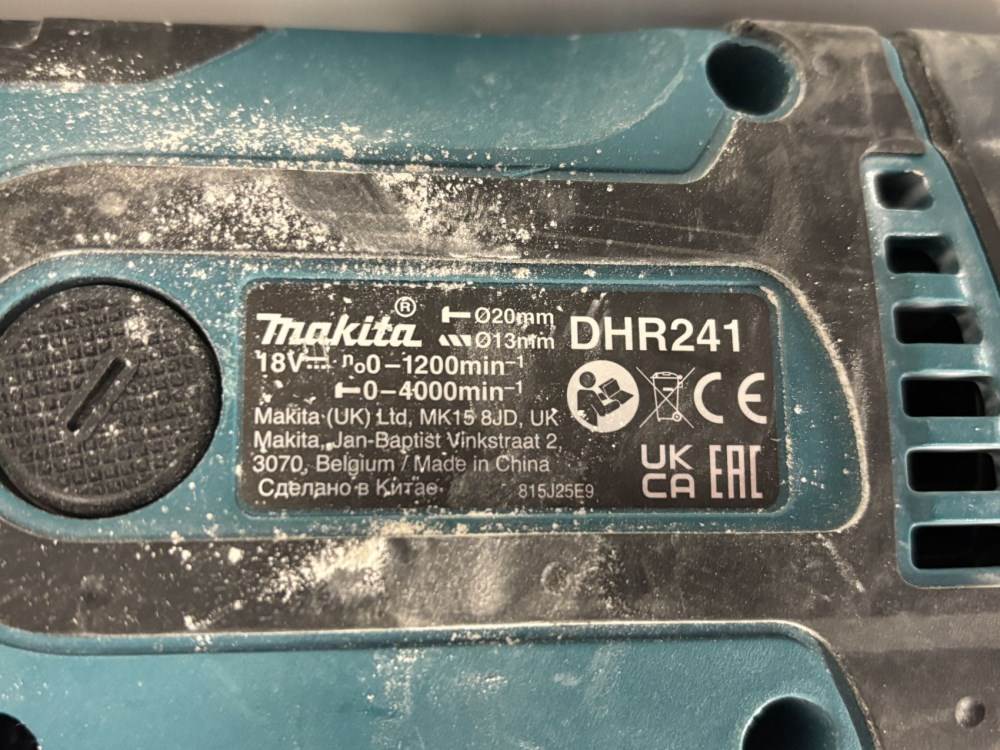 makita® Ø20mm DHR241
Ø13mm
18V⎓ n₀0–1200min⁻¹
0–4000min⁻¹
Makita (UK) Ltd, MK15 8JD, UK
Makita, Jan-Baptist Vinkstraat 2,
3070, Belgium / Made in China
Сделано в Китае 815J25E9
CE
UK
CA
EAC